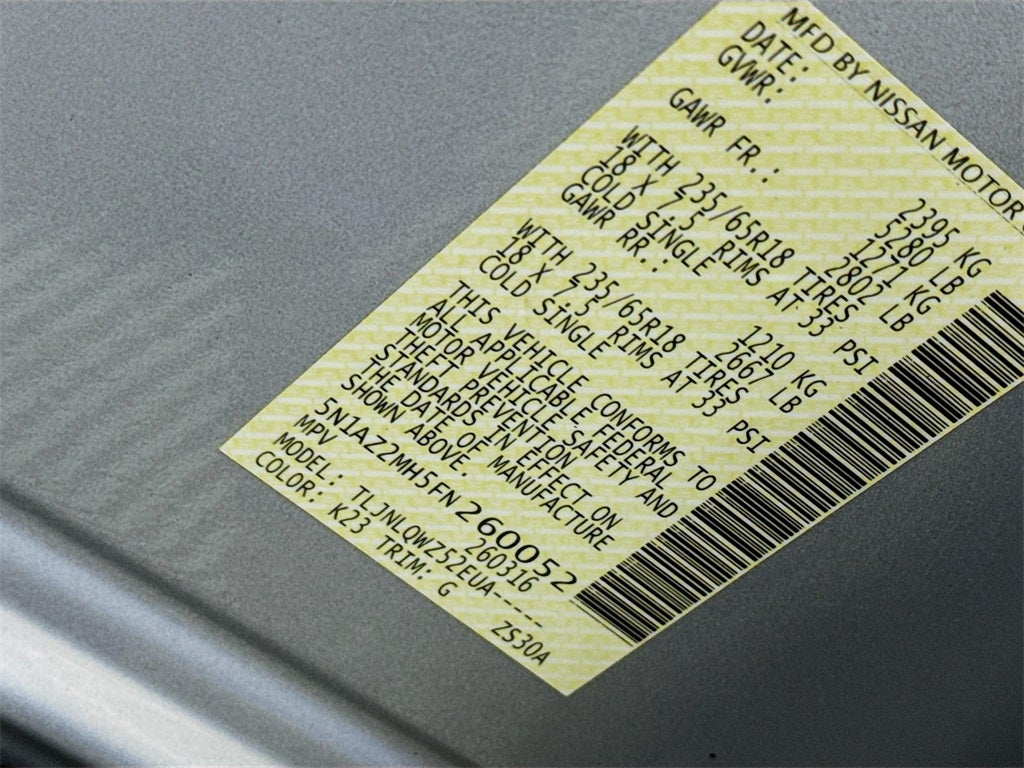 MFD BY NISSAN MOTOR
DATE:
GVWR: 2395 KG
5280 LB
GAWR FR.: 1271 KG
2802 LB
WITH 235/65R18 TIRES
18 X 7.5 RIMS AT 33 PSI
COLD SINGLE
GAWR RR.: 1210 KG
2667 LB
WITH 235/65R18 TIRES
18 X 7.5 RIMS AT 33 PSI
COLD SINGLE
THIS VEHICLE CONFORMS TO
ALL APPLICABLE FEDERAL
MOTOR VEHICLE SAFETY AND
THEFT PREVENTION
STANDARDS IN EFFECT ON
THE DATE OF MANUFACTURE
SHOWN ABOVE.
5N1AZ2MH5FN260052
MPV 260316
MODEL: TLJNLQWZ52EUA-----
COLOR: K23 TRIM: G ZS30A